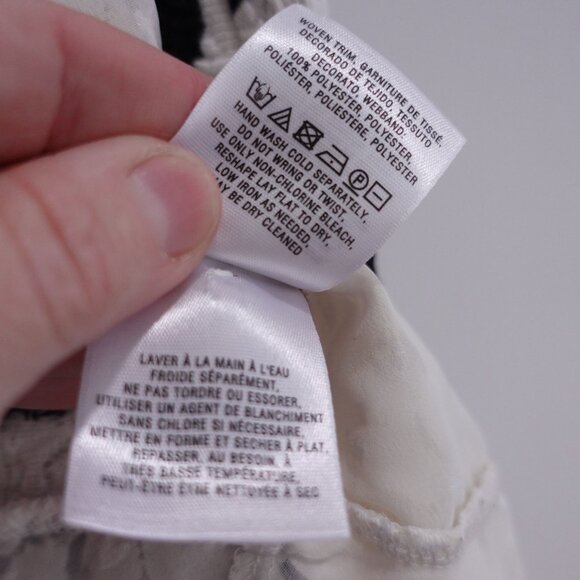 WOVEN TRIM, GARNITURE DE TISSÉ,
DECORADO DE TEJIDO, TESSUTO
DECORATO, WEBBAND:
100% POLYESTER, POLYESTER,
POLIÉSTER, POLIESTERE, POLYESTER
HAND WASH COLD SEPARATELY,
DO NOT WRING OR TWIST.
USE ONLY NON-CHLORINE BLEACH,
RESHAPE LAY FLAT TO DRY,
LOW IRON AS NEEDED,
MAY BE DRY CLEANED
LAVER À LA MAIN À L'EAU
FROIDE SÉPARÉMENT,
NE PAS TORDRE OU ESSORER,
UTILISER UN AGENT DE BLANCHIMENT
SANS CHLORE SI NÉCESSAIRE,
METTRE EN FORME ET SECHER À PLAT,
REPASSER, AU BESOIN, À
TRÈS BASSE TEMPÉRATURE,
PEUT-ÊTRE ÊTRE NETTOYÉE À SEC